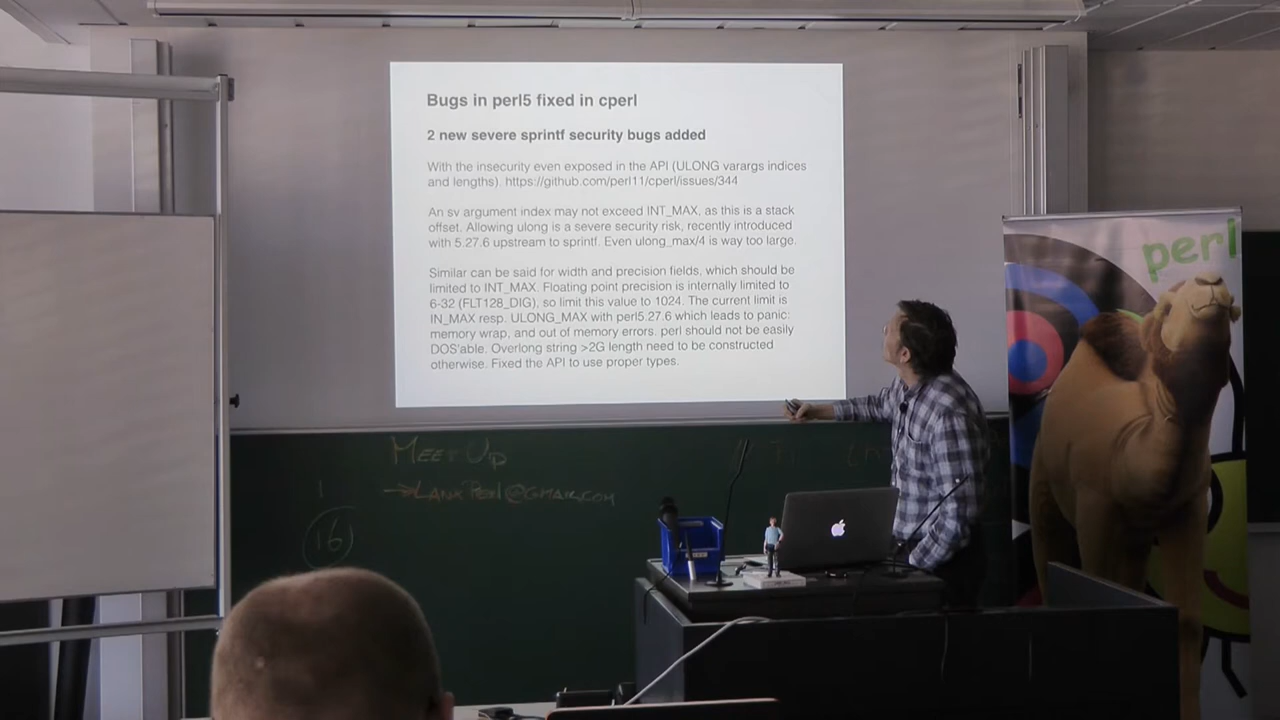 Bugs in perl5 fixed in cperl
2 new severe sprintf security bugs added
With the insecurity even exposed in the API (ULONG varargs indices
and lengths). https://github.com/perl11/cperl/issues/344
An sv argument index may not exceed INT_MAX, as this is a stack
offset. Allowing ulong is a severe security risk, recently introduced
with 5.27.6 upstream to sprintf. Even ulong_max/4 is way too large.
Similar can be said for width and precision fields, which should be
limited to INT_MAX. Floating point precision is internally limited to
6-32 (FLT128_DIG), so limit this value to 1024. The current limit is
IN_MAX resp. ULONG_MAX with perl5.27.6 which leads to panic:
memory wrap, and out of memory errors. perl should not be easily
DOS'able. Overlong string >2G length need to be constructed
otherwise. Fixed the API to use proper types.
perl
MEET UP
→LANXPERL@GMAIL.COM
16